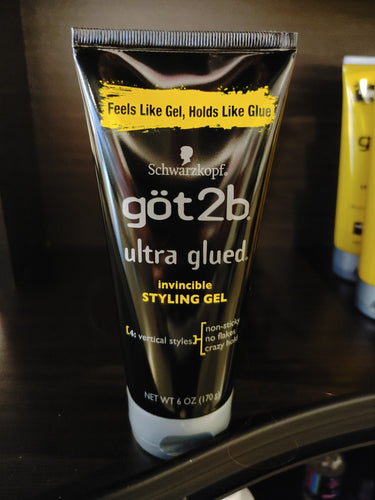 Feels Like Gel, Holds Like Glue
Schwarzkopf®
göt2b®
ultra glued®
invincible
STYLING GEL
4: vertical styles
non-sticky
no flakes
crazy hold
NET WT 6 OZ (170 g)
g